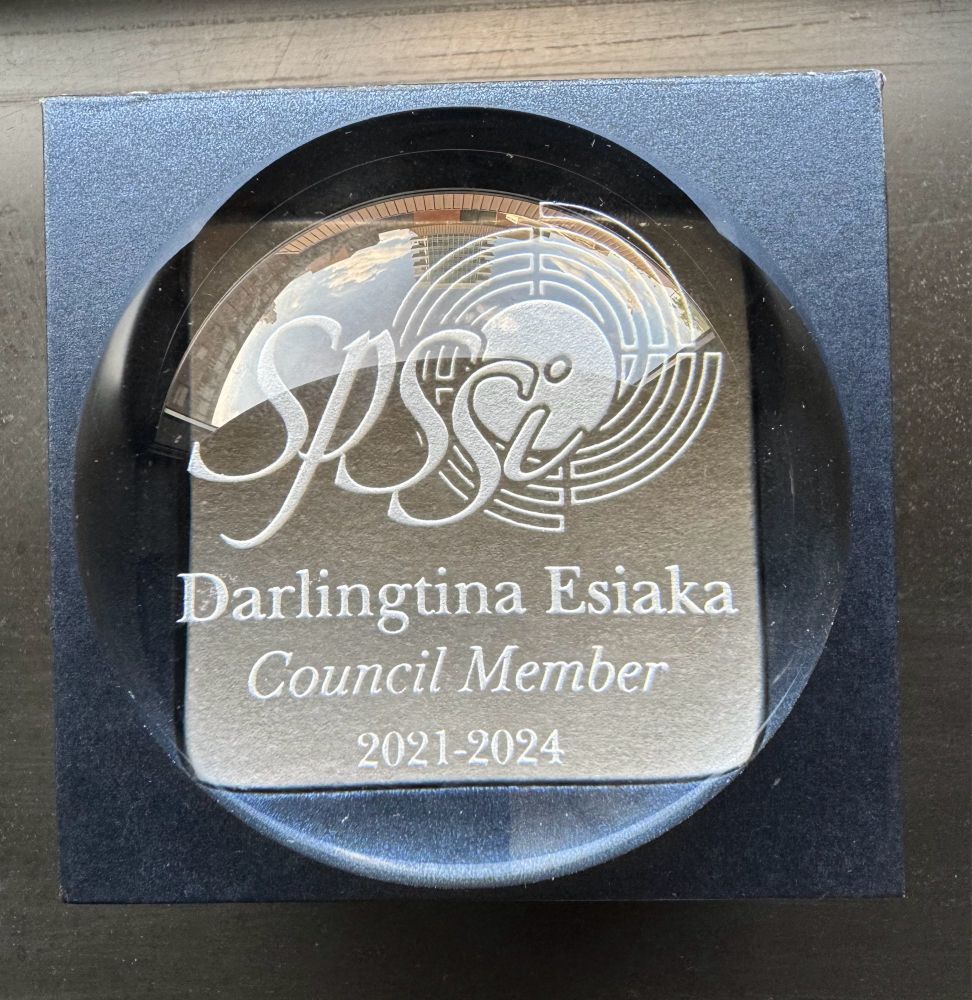 SPSSi
Darlingtina Esiaka
Council Member
2021-2024